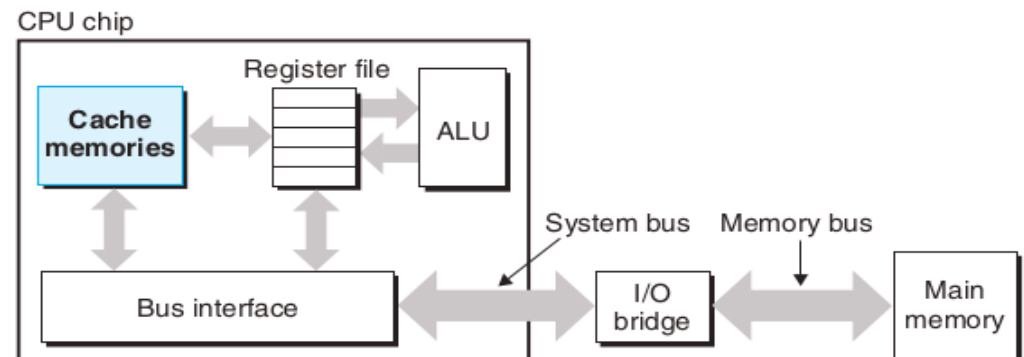 CPU chip
Register file
Cache
memories
ALU
System bus
Memory bus
Bus interface
I/O
bridge
Main
memory